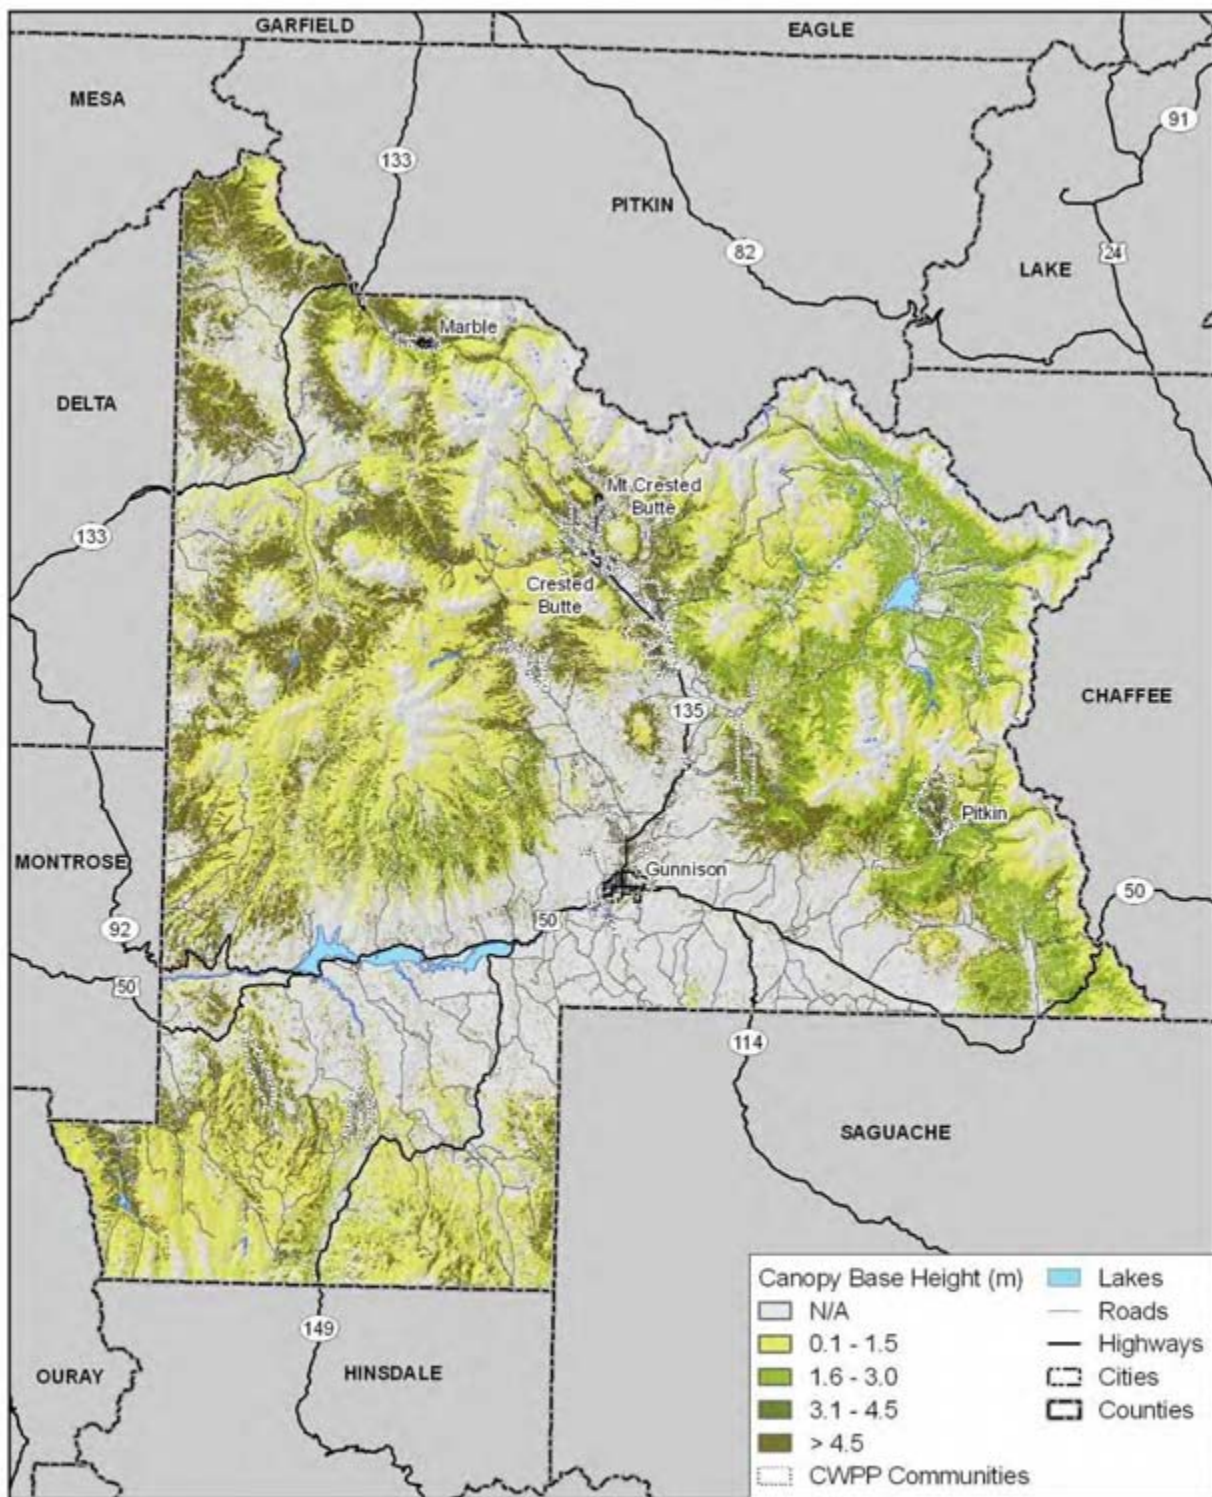 GARFIELD
EAGLE
MESA
91
133
PITKIN
82
24
LAKE
Marble
DELTA
Mt Crested
Butte
133
Crested
Butte
CHAFFEE
135
Pitkin
MONTROSE
Gunnison
50
92
50
50
114
SAGUACHE
Canopy Base Height (m)
N/A
0.1 - 1.5
1.6 - 3.0
3.1 - 4.5
> 4.5
CWPP Communities
Lakes
Roads
Highways
Cities
Counties
149
OURAY
HINSDALE